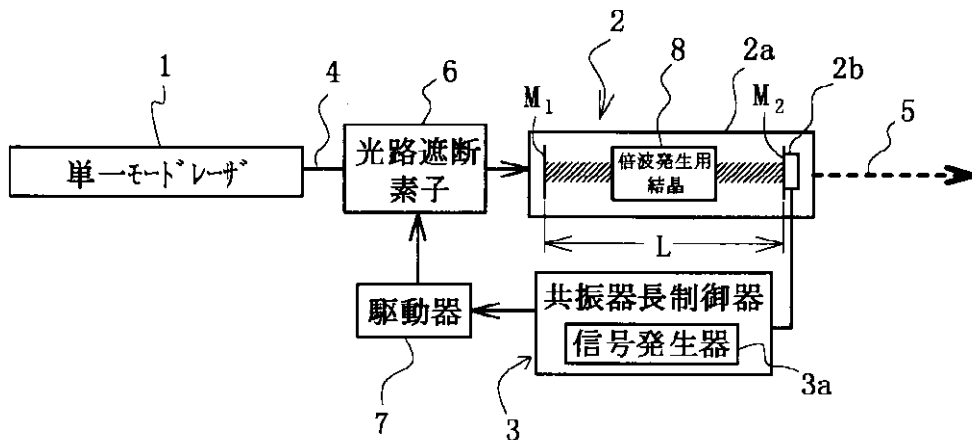 1
単一モードレーザ
4
6
光路遮断
素子
2
8
2a
2b
M1
M2
倍波発生用
結晶
5
L
駆動器
7
共振器長制御器
信号発生器
3
3a